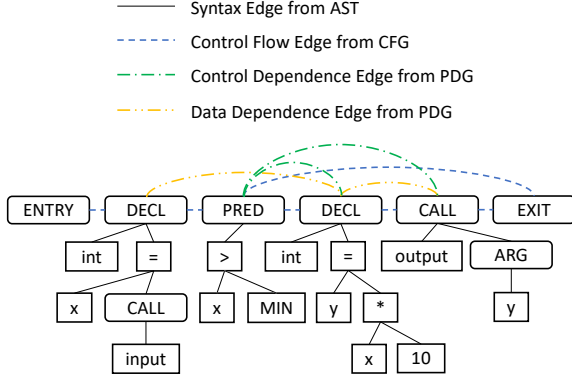 Syntax Edge from AST
Control Flow Edge from CFG
Control Dependence Edge from PDG
Data Dependence Edge from PDG
ENTRY DECL PRED DECL CALL EXIT
int = > int = output ARG
x CALL x MIN y * y
input x 10